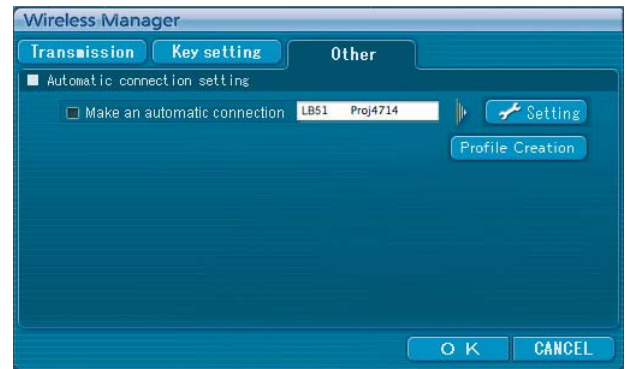 Wireless Manager
Transmission Key setting Other
Automatic connection setting
Make an automatic connection LB51 Proj4714 Setting
Profile Creation
OK CANCEL